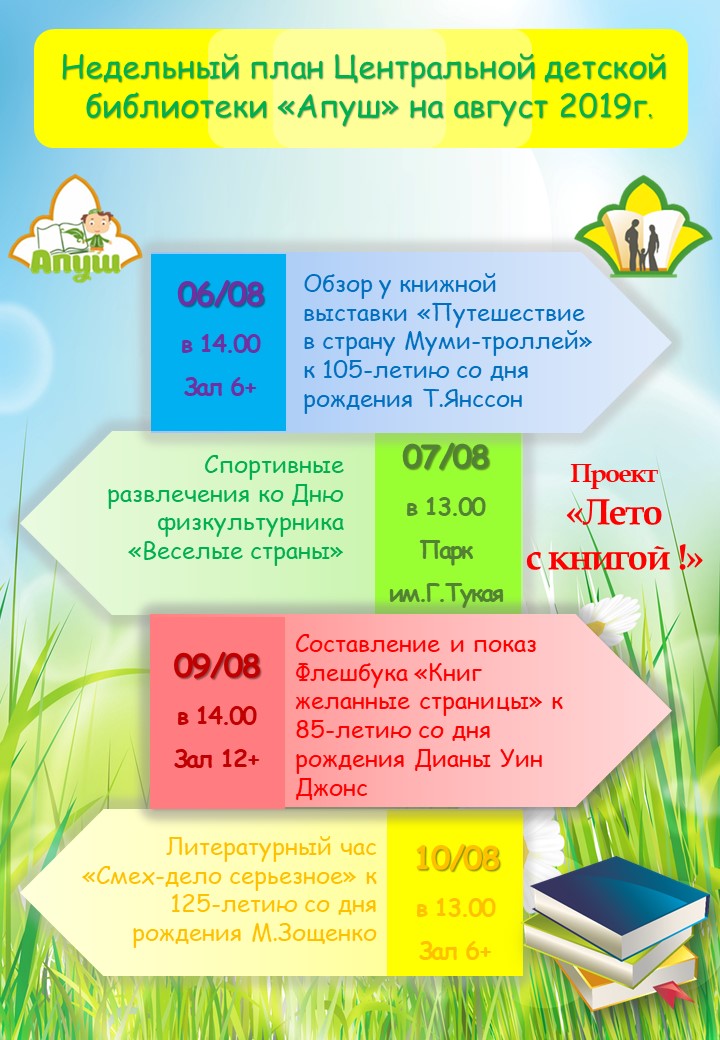 Недельный план Центральной детской
библиотеки «Апуш» на август 2019г.
Апуш
06/08
в 14.00
Зал 6+
Обзор у книжной
выставки «Путешествие
в страну Муми-троллей»
к 105-летию со дня
рождения Т.Янссон
Спортивные
развлечения ко Дню
физкультурника
«Веселые страны»
07/08
в 13.00
Парк
им.Г.Тукая
Проект
«Лето
с книгой !»
09/08
в 14.00
Зал 12+
Составление и показ
Флешбука «Книг
желанные страницы» к
85-летию со дня
рождения Дианы Уин
Джонс
Литературный час
«Смех-дело серьезное» к
125-летию со дня
рождения М.Зощенко
10/08
в 13.00
Зал 6+